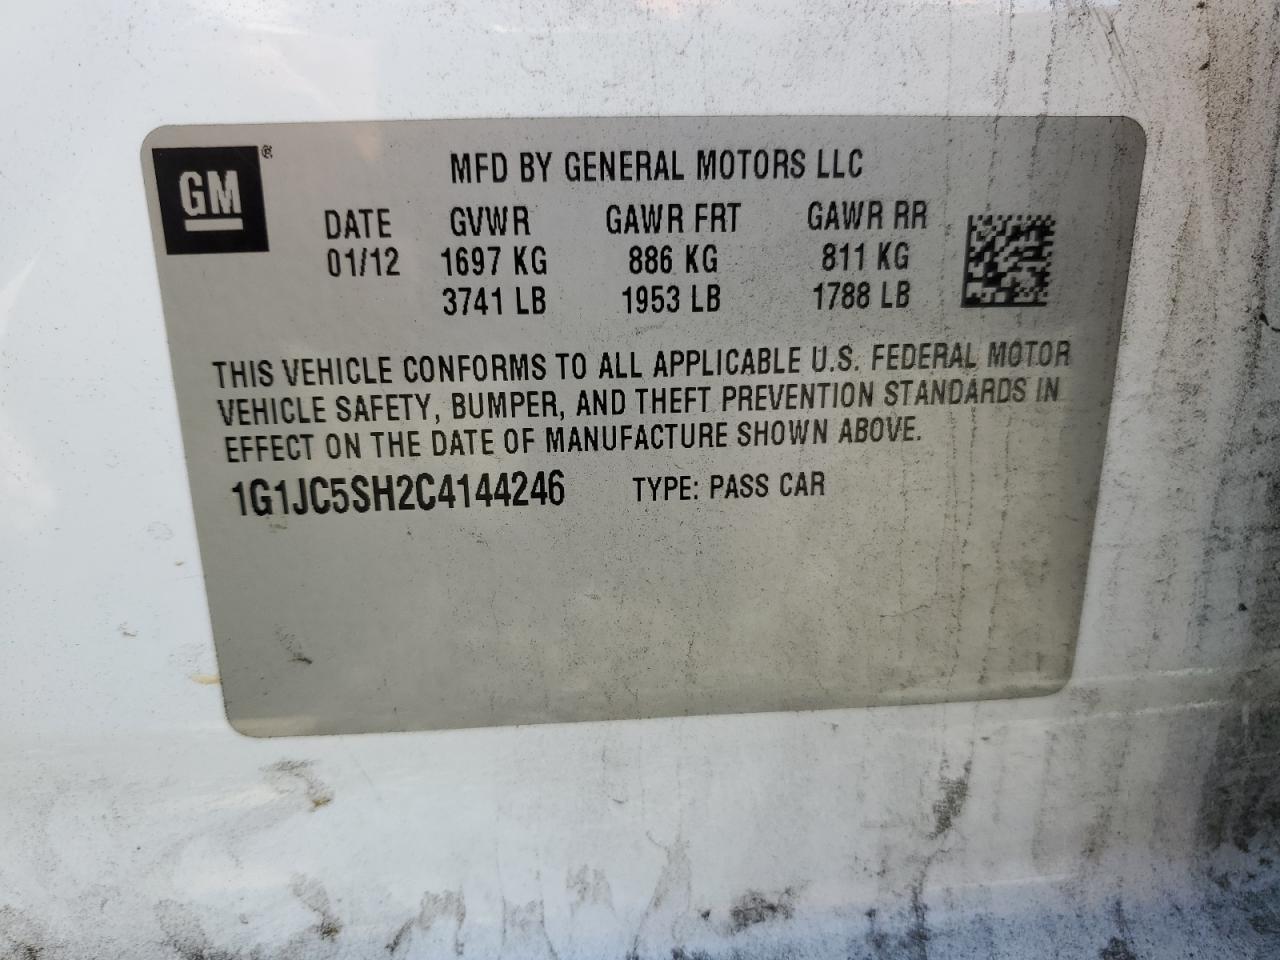 GM ®
MFD BY GENERAL MOTORS LLC
DATE GVWR GAWR FRT GAWR RR
01/12 1697 KG 886 KG 811 KG
3741 LB 1953 LB 1788 LB
THIS VEHICLE CONFORMS TO ALL APPLICABLE U.S. FEDERAL MOTOR
VEHICLE SAFETY, BUMPER, AND THEFT PREVENTION STANDARDS IN
EFFECT ON THE DATE OF MANUFACTURE SHOWN ABOVE.
1G1JC5SH2C4144246 TYPE: PASS CAR